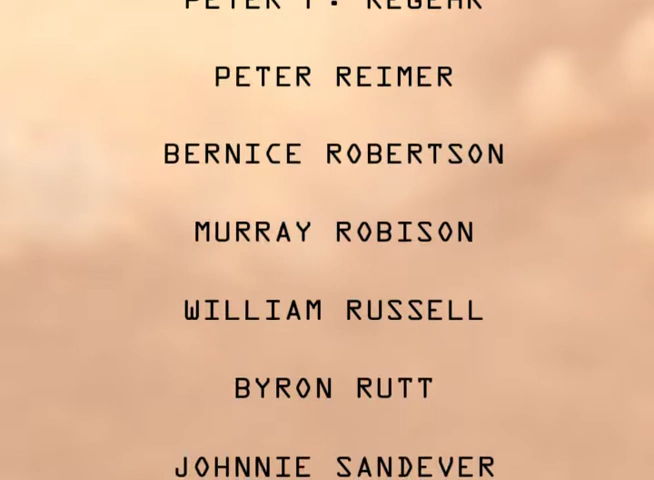 PETER REIMER
BERNICE ROBERTSON
MURRAY ROBISON
WILLIAM RUSSELL
BYRON RUTT
JOHNNIE SANDEVER